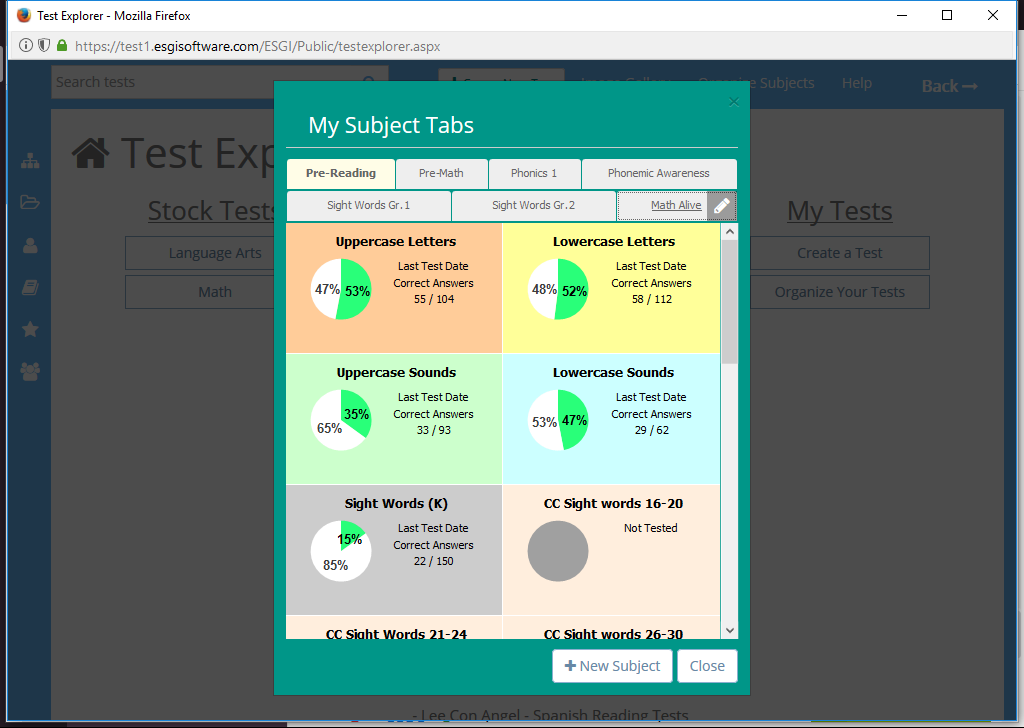 Test Explorer - Mozilla Firefox
https://test1.esgisoftware.com/ESGI/Public/testexplorer.aspx
Search tests
Subjects
Help
Back
Test Exp
My Subject Tabs
Pre-Reading Pre-Math Phonics 1 Phonemic Awareness
Sight Words Gr.1 Sight Words Gr.2 Math Alive
Stock Tests
Language Arts
Math
My Tests
Create a Test
Organize Your Tests
Uppercase Letters
47% 53%
Last Test Date
Correct Answers
55 / 104
Lowercase Letters
48% 52%
Last Test Date
Correct Answers
58 / 112
Uppercase Sounds
35%
65%
Last Test Date
Correct Answers
33 / 93
Lowercase Sounds
53% 47%
Last Test Date
Correct Answers
29 / 62
Sight Words (K)
15%
85%
Last Test Date
Correct Answers
22 / 150
CC Sight words 16-20
Not Tested
CC Sight Words 21-24
CC Sight words 26-30
New Subject
Close
- Lee Con Angel - Spanish Reading Tests